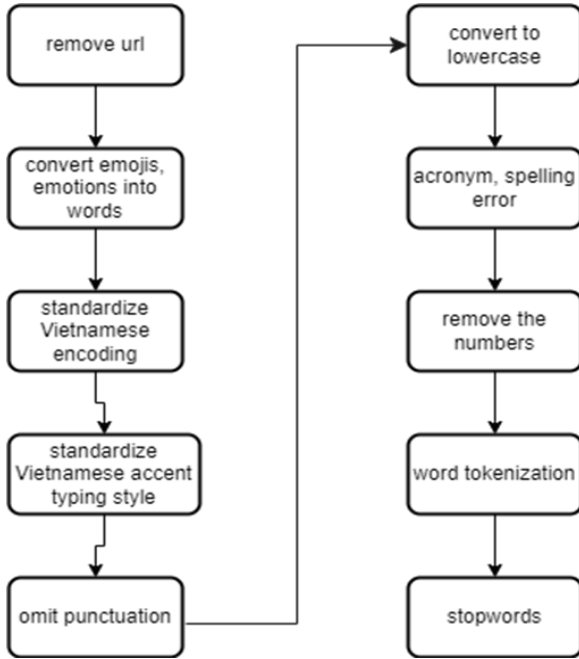 remove url
convert emojis,
emotions into
words
standardize
Vietnamese
encoding
standardize
Vietnamese accent
typing style
omit punctuation
convert to
lowercase
acronym, spelling
error
remove the
numbers
word tokenization
stopwords